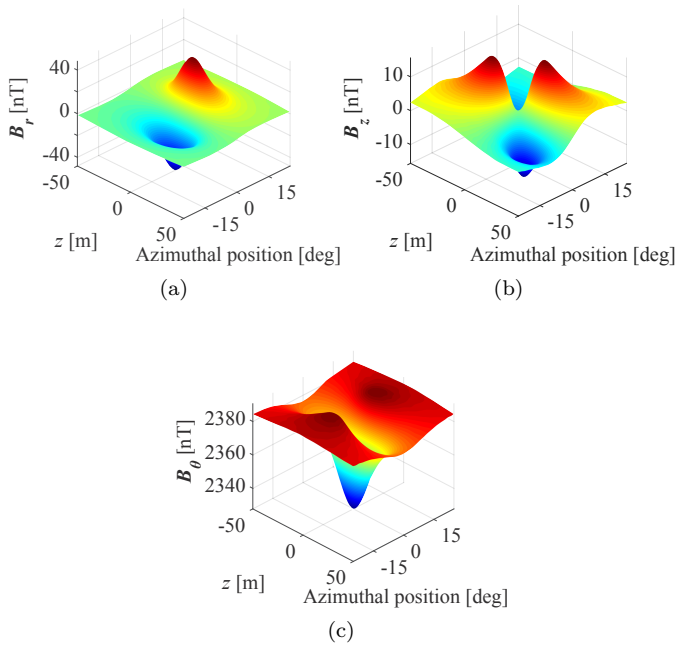 40
0
-40
-50
0
50
-15
0
15
B_r [nT]
z [m]
Azimuthal position [deg]
(a)
10
0
-10
-50
0
50
-15
0
15
B_z [nT]
z [m]
Azimuthal position [deg]
(b)
2380
2360
2340
-50
0
50
-15
0
15
B_θ [nT]
z [m]
Azimuthal position [deg]
(c)